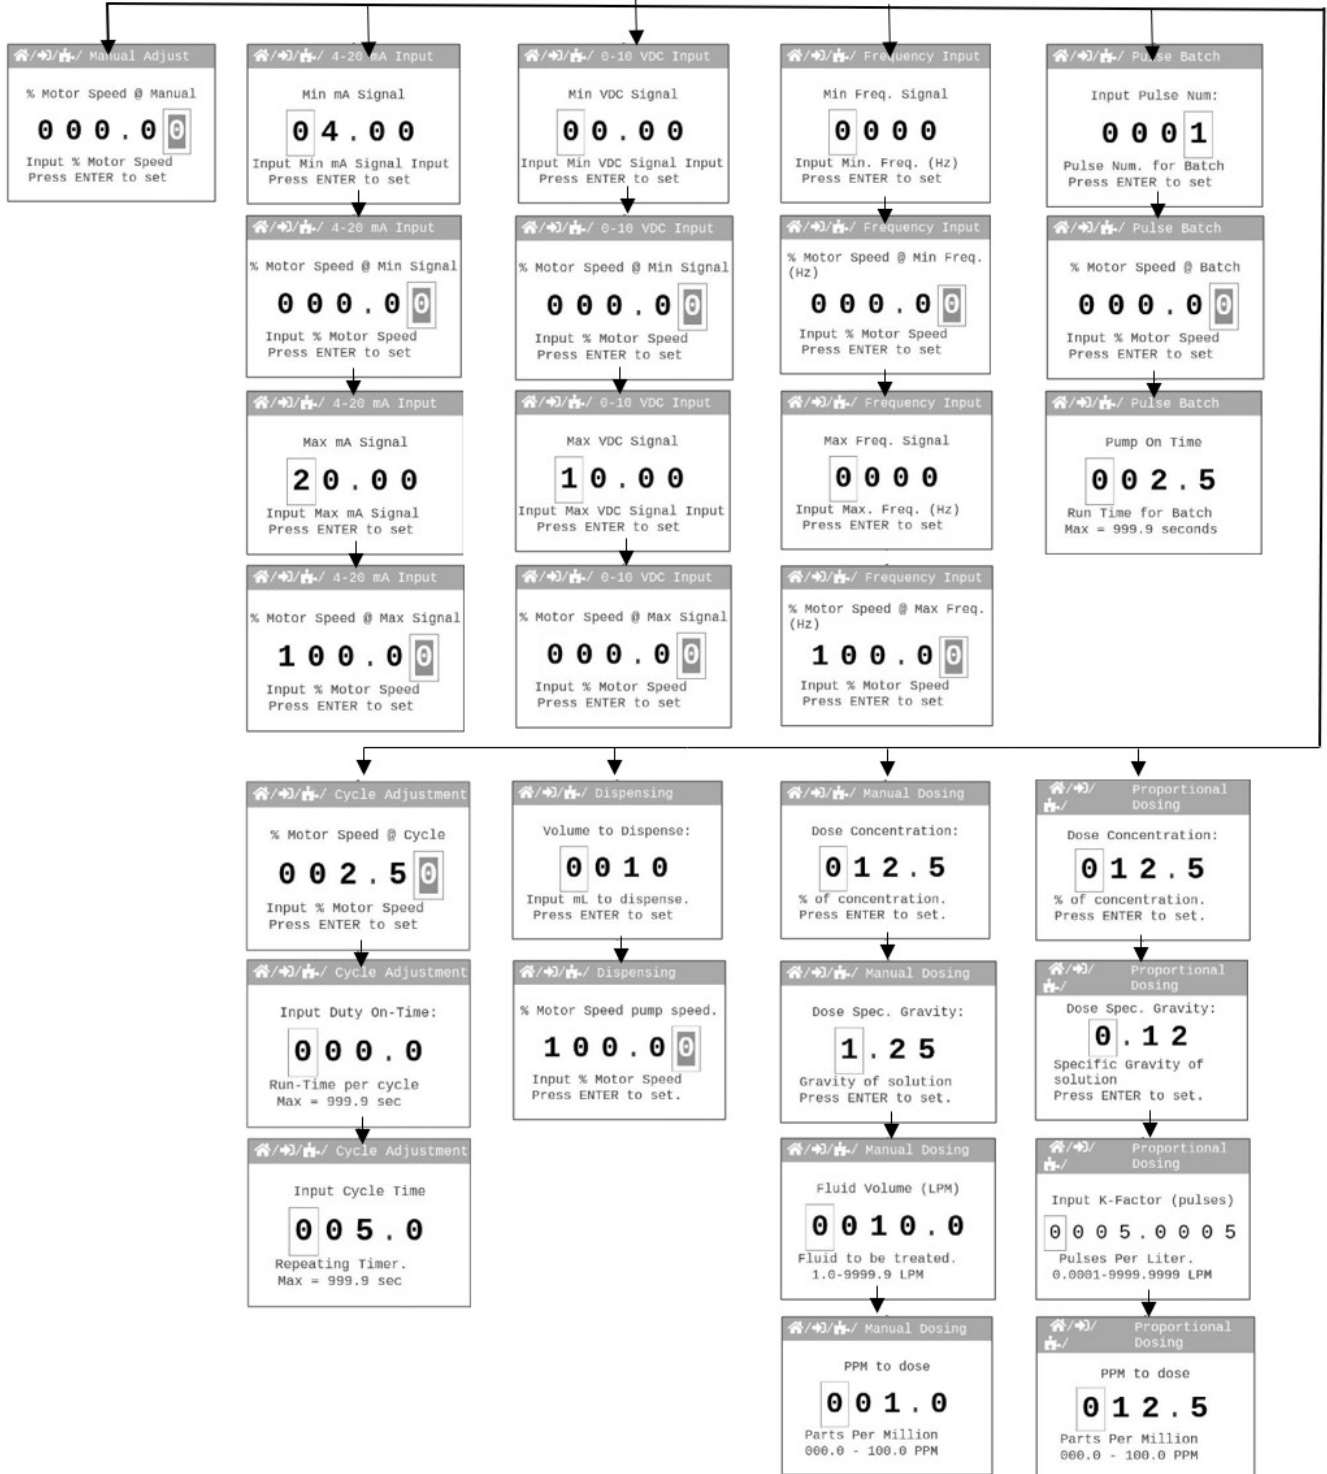 / / / Manual Adjust
% Motor Speed @ Manual
000.00
Input % Motor Speed
Press ENTER to set
/ / / 4-20 mA Input
Min mA Signal
04.00
Input Min mA Signal Input
Press ENTER to set
/ / / 4-20 mA Input
% Motor Speed @ Min Signal
000.00
Input % Motor Speed
Press ENTER to set
/ / / 4-20 mA Input
Max mA Signal
20.00
Input Max mA Signal
Press ENTER to set
/ / / 4-20 mA Input
% Motor Speed @ Max Signal
100.00
Input % Motor Speed
Press ENTER to set
/ / / 0-10 VDC Input
Min VDC Signal
00.00
Input Min VDC Signal Input
Press ENTER to set
/ / / 0-10 VDC Input
% Motor Speed @ Min Signal
000.00
Input % Motor Speed
Press ENTER to set
/ / / 0-10 VDC Input
Max VDC Signal
10.00
Input Max VDC Signal Input
Press ENTER to set
/ / / 0-10 VDC Input
% Motor Speed @ Max Signal
000.00
Input % Motor Speed
Press ENTER to set
/ / / Frequency Input
Min Freq. Signal
0000
Input Min. Freq. (Hz)
Press ENTER to set
/ / / Frequency Input
% Motor Speed @ Min Freq.
(Hz)
000.00
Input % Motor Speed
Press ENTER to set
/ / / Frequency Input
Max Freq. Signal
0000
Input Max. Freq. (Hz)
Press ENTER to set
/ / / Frequency Input
% Motor Speed @ Max Freq.
(Hz)
100.00
Input % Motor Speed
Press ENTER to set
/ / / Pulse Batch
Input Pulse Num:
0001
Pulse Num. for Batch
Press ENTER to set
/ / / Pulse Batch
% Motor Speed @ Batch
000.00
Input % Motor Speed
Press ENTER to set
/ / / Pulse Batch
Pump On Time
002.5
Run Time for Batch
Max = 999.9 seconds
/ / / Cycle Adjustment
% Motor Speed @ Cycle
002.50
Input % Motor Speed
Press ENTER to set
/ / / Cycle Adjustment
Input Duty On-Time:
000.0
Run-Time per cycle
Max = 999.9 sec
/ / / Cycle Adjustment
Input Cycle Time
005.0
Repeating Timer.
Max = 999.9 sec
/ / / Dispensing
Volume to Dispense:
0010
Input mL to dispense.
Press ENTER to set
/ / / Dispensing
% Motor Speed pump speed.
100.00
Input % Motor Speed
Press ENTER to set.
/ / / Manual Dosing
Dose Concentration:
012.5
% of concentration.
Press ENTER to set.
/ / / Manual Dosing
Dose Spec. Gravity:
1.25
Gravity of solution
Press ENTER to set.
/ / / Manual Dosing
Fluid Volume (LPM)
0010.0
Fluid to be treated.
1.0-9999.9 LPM
/ / / Manual Dosing
PPM to dose
001.0
Parts Per Million
000.0 - 100.0 PPM
/ / Proportional
/ Dosing
Dose Concentration:
012.5
% of concentration.
Press ENTER to set.
/ / Proportional
/ Dosing
Dose Spec. Gravity:
0.12
Specific Gravity of
solution
Press ENTER to set.
/ / Proportional
/ Dosing
Input K-Factor (pulses)
0005.0005
Pulses Per Liter.
0.0001-9999.9999 LPM
/ / Proportional
/ Dosing
PPM to dose
012.5
Parts Per Million
000.0 - 100.0 PPM